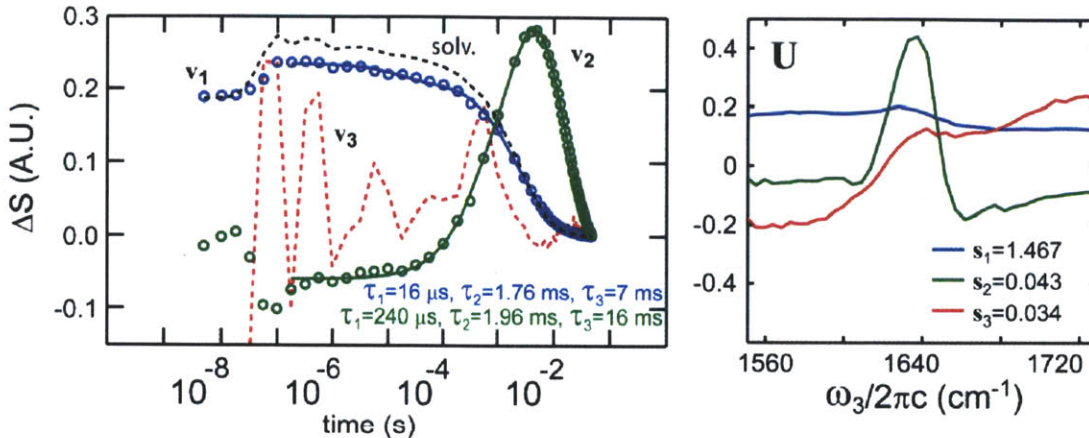 0.3
0.2
0.1
0.0
-0.1
ΔS (A.U.)
v₁
solv.
v₂
v₃
τ₁=16 μs, τ₂=1.76 ms, τ₃=7 ms
τ₁=240 μs, τ₂=1.96 ms, τ₃=16 ms
10⁻⁸ 10⁻⁶ 10⁻⁴ 10⁻²
time (s)
U
0.4
0.2
0
-0.2
-0.4
s₁=1.467
s₂=0.043
s₃=0.034
1560 1640 1720
ω₃/2πc (cm⁻¹)